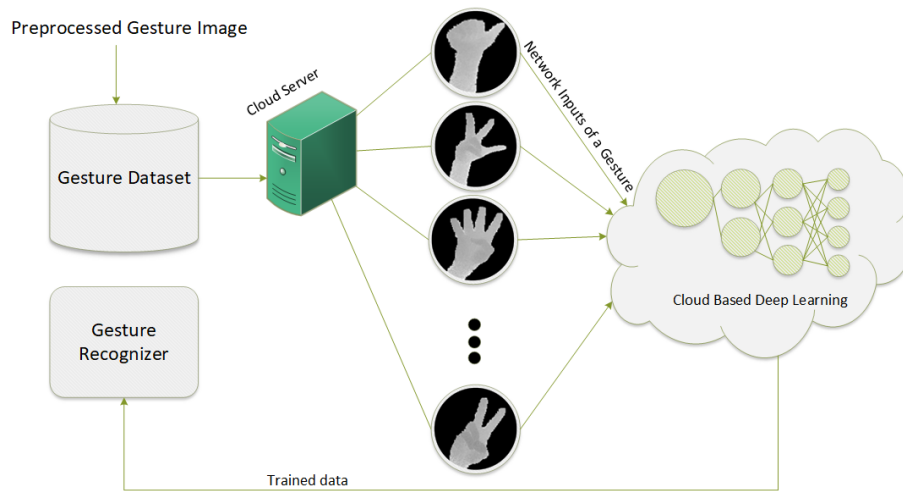 Preprocessed Gesture Image
Cloud Server
Network Inputs of a Gesture
Gesture Dataset
Cloud Based Deep Learning
Gesture
Recognizer
Trained data